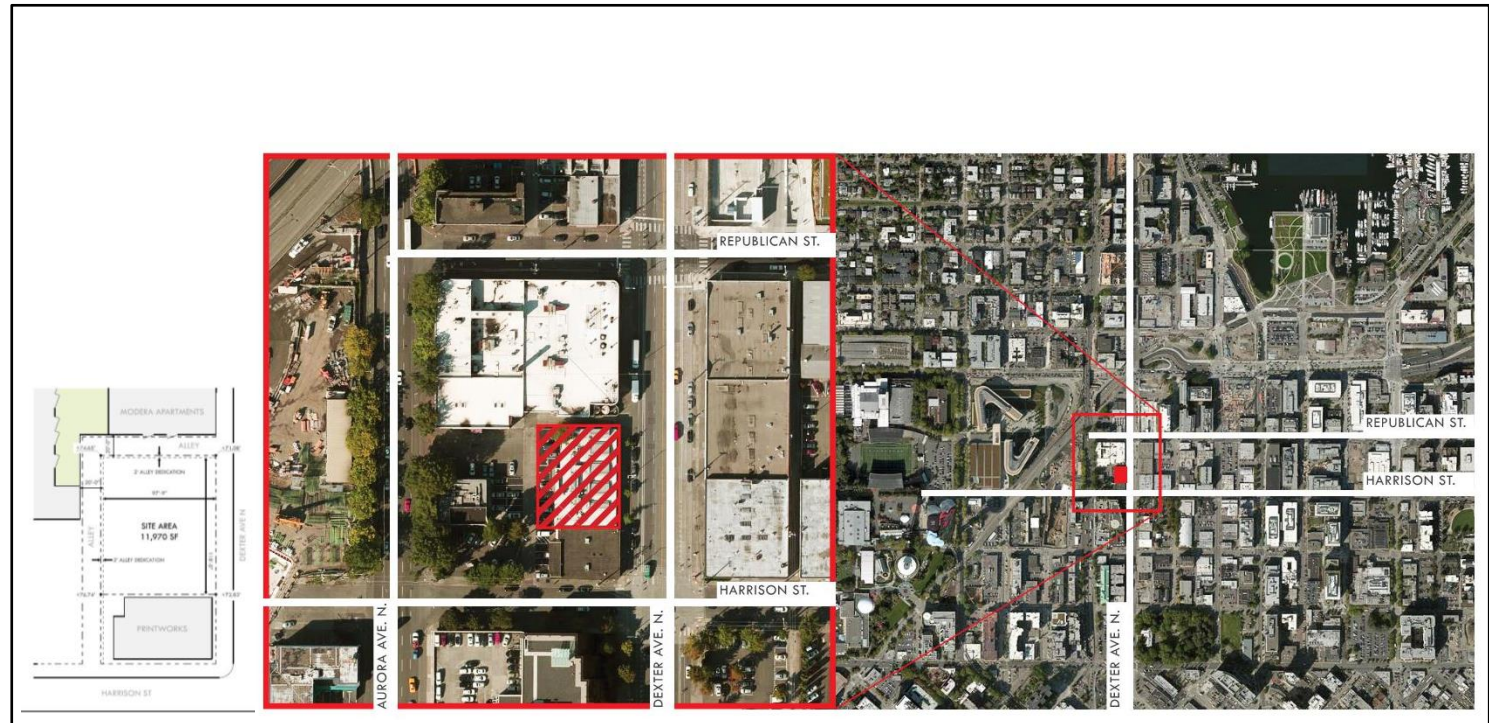 MODERA APARTMENTS
ALLEY
2' ALLEY DEDICATION
SITE AREA
11,970 SF
ALLEY
2' ALLEY DEDICATION
DEXTER AVE N
PRINTWORKS
HARRISON ST
REPUBLICAN ST.
HARRISON ST.
AURORA AVE. N.
DEXTER AVE. N.
REPUBLICAN ST.
HARRISON ST.
DEXTER AVE. N.